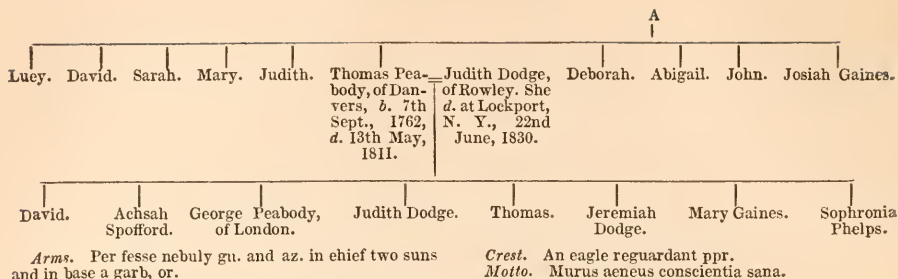 A
Luey. David. Sarah. Mary. Judith. Thomas Pea- Judith Dodge, Deborah. Abigail. John. Josiah Gaines.
body, of Dan- of Rowley. She
vers, b. 7th d. at Lockport,
Sept., 1762, N. Y., 22nd
d. 13th May, June, 1830.
1811.
David. Achsah George Peabody, Judith Dodge. Thomas. Jeremiah Mary Gaines. Sophronia
Spofford. of London. Dodge. Phelps.
Arms. Per fesse nebuly gu. and az. in ehief two suns
and in base a garb, or.
Crest. An eagle reguardant ppr.
Motto. Murus aeneus conscientia sana.